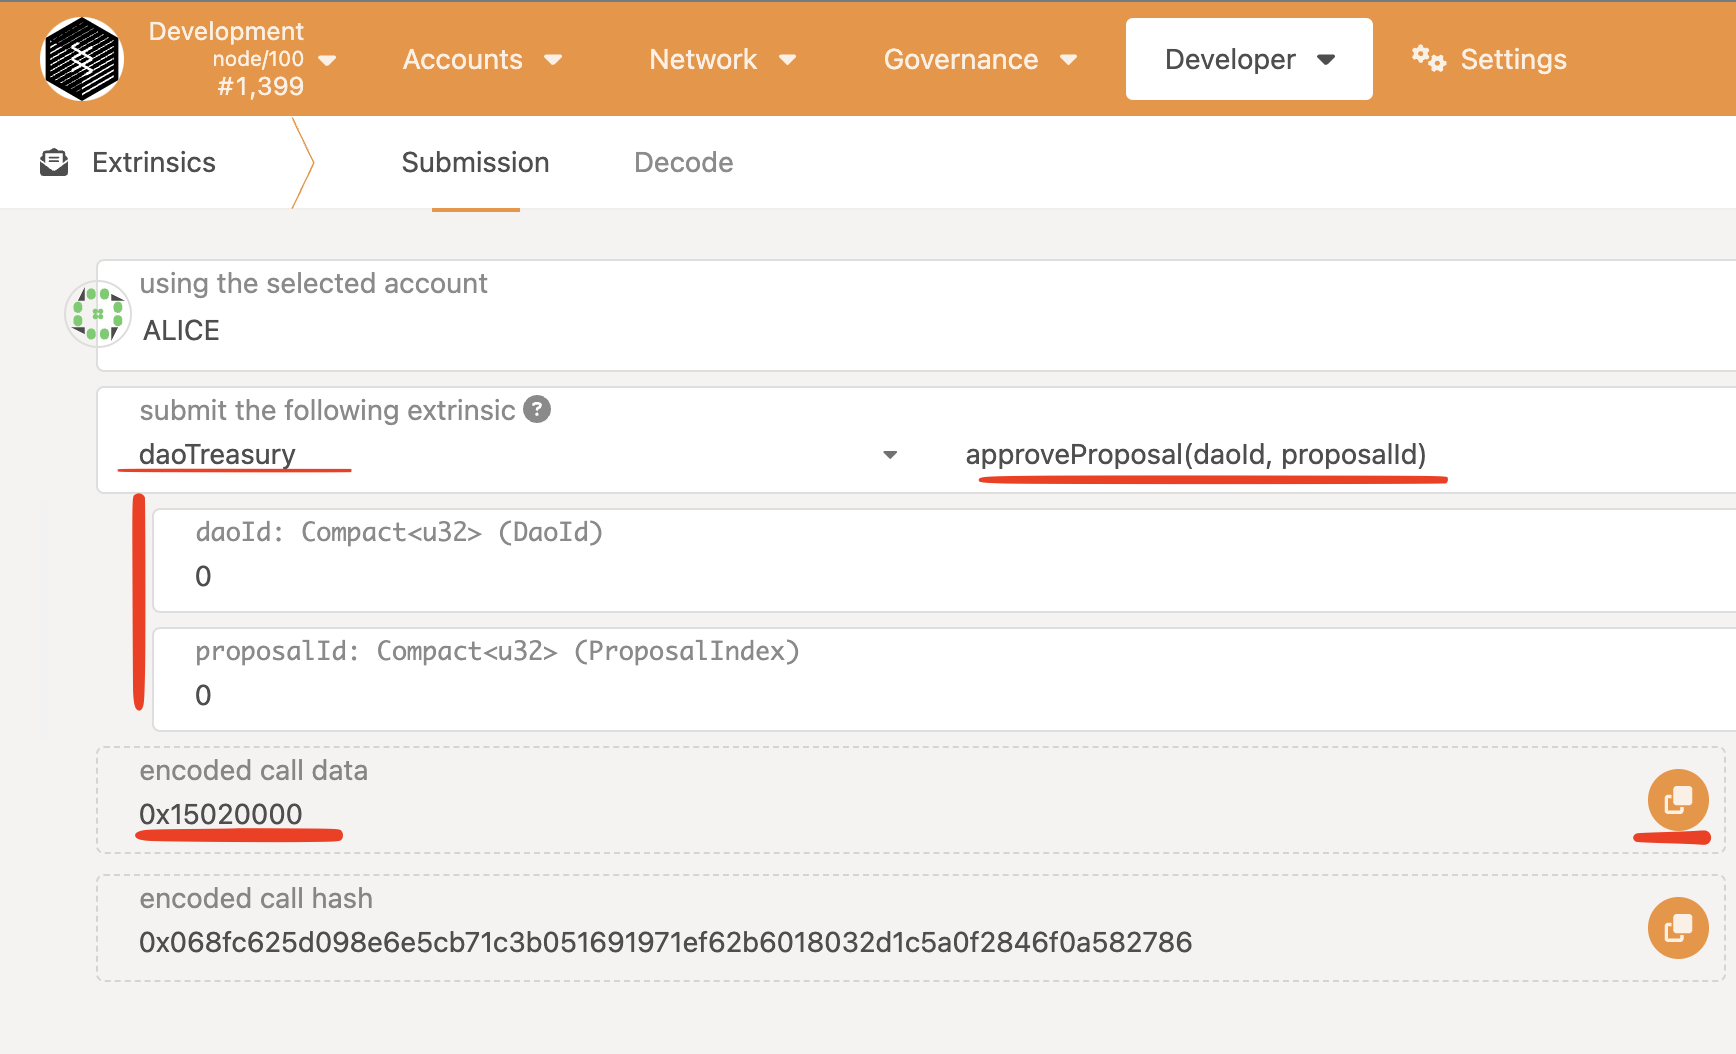 Development
node/100
#1,399
Accounts
Network
Governance
Developer
Settings
Extrinsics
Submission
Decode
using the selected account
ALICE
submit the following extrinsic ?
daoTreasury
approveProposal(daoId, proposalId)
daoId: Compact<u32> (DaoId)
0
proposalId: Compact<u32> (ProposalIndex)
0
encoded call data
0x15020000
encoded call hash
0x068fc625d098e6e5cb71c3b051691971ef62b6018032d1c5a0f2846f0a582786